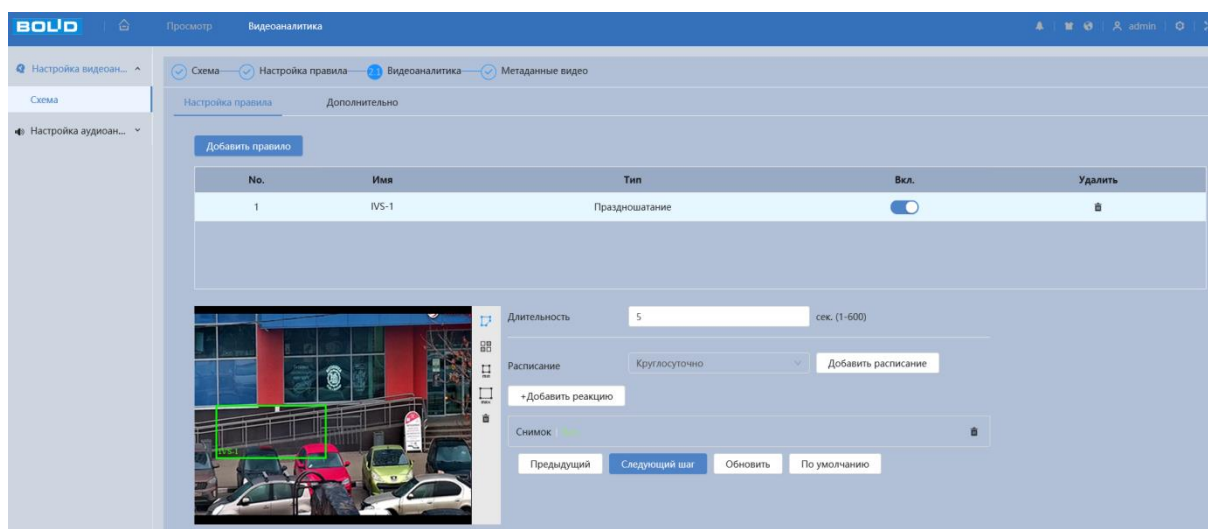 BOLID Просмотр Видеоаналитика admin
Настройка видеоан...
Схема
Настройка аудиоан...
Схема Настройка правила 2.1 Видеоаналитика Метаданные видео
Настройка правила Дополнительно
Добавить правило
No. Имя Тип Вкл. Удалить
1 IVS-1 Праздношатание
IVS-1
Длительность 5 сек. (1-600)
Расписание Круглосуточно Добавить расписание
+Добавить реакцию
Снимок
Предыдущий Следующий шаг Обновить По умолчанию